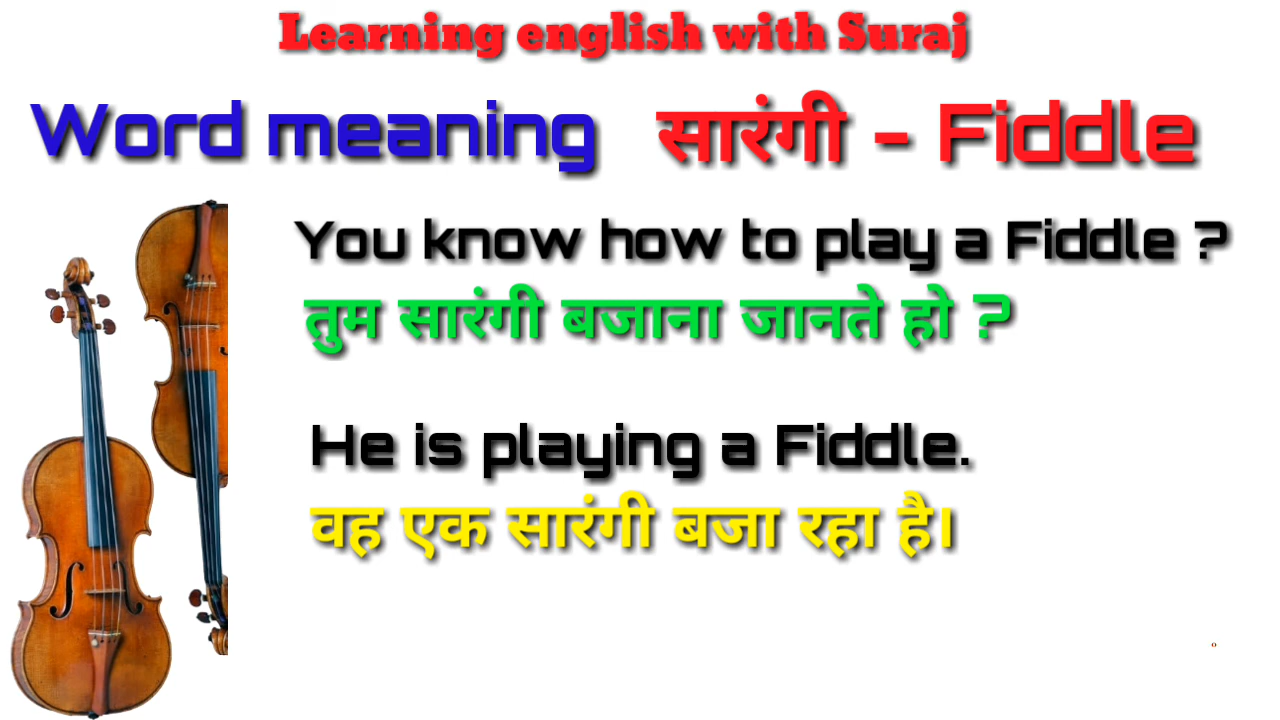 Learning english with Suraj
Word meaning सारंगी - Fiddle
You know how to play a Fiddle ?
तुम सारंगी बजाना जानते हो ?
He is playing a Fiddle.
वह एक सारंगी बजा रहा है।
o